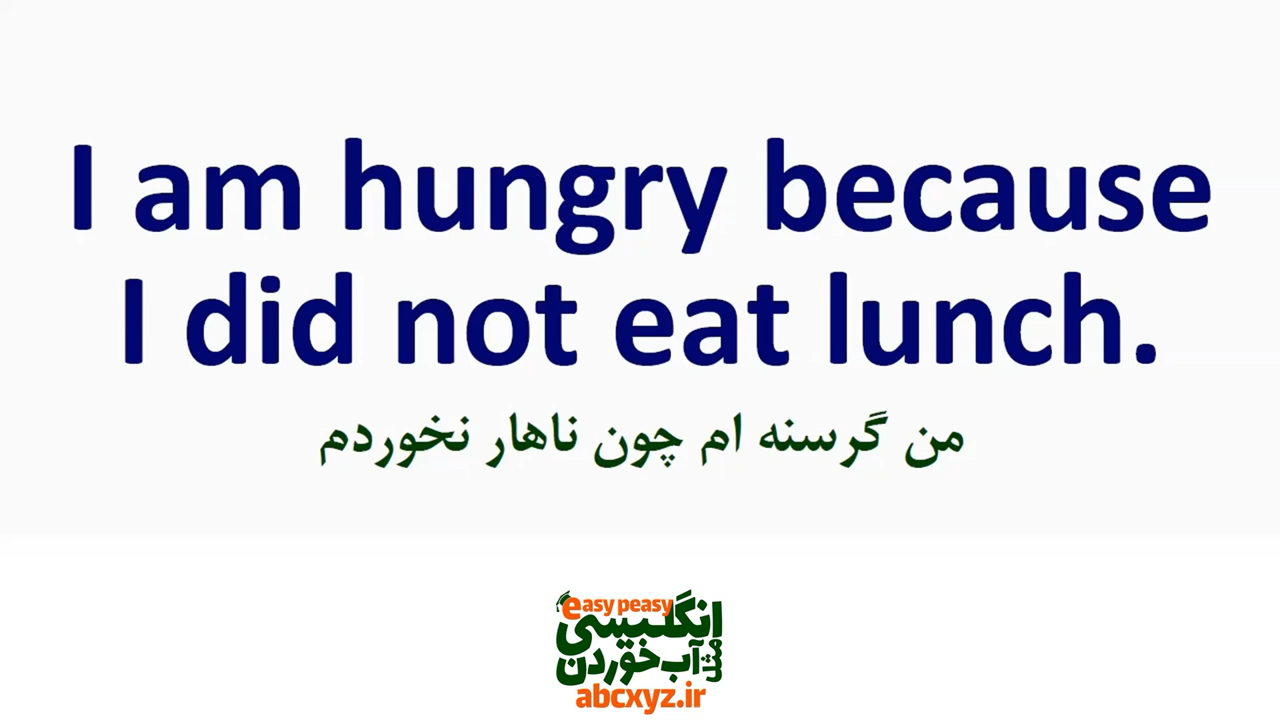 I am hungry because
I did not eat lunch.
من گرسنه ام چون ناهار نخوردم
easy peasy
انگلیسی
مثل آب خوردن
abcxyz.ir